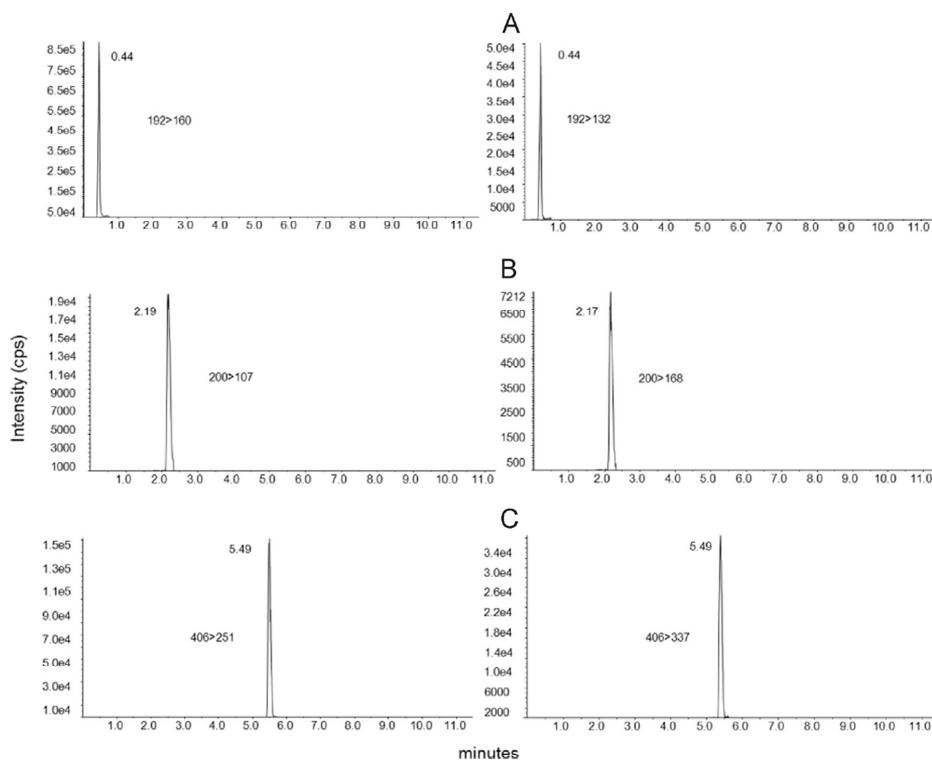 A
8.5e5
7.5e5
6.5e5
5.5e5
4.5e5
3.5e5
2.5e5
1.5e5
5.0e4
0.44
192>160
1.0 2.0 3.0 4.0 5.0 6.0 7.0 8.0 9.0 10.0 11.0
5.0e4
4.5e4
4.0e4
3.5e4
3.0e4
2.5e4
2.0e4
1.5e4
1.0e4
5000
0.44
192>132
1.0 2.0 3.0 4.0 5.0 6.0 7.0 8.0 9.0 10.0 11.0
B
Intensity (cps)
1.9e4
1.7e4
1.5e4
1.3e4
1.1e4
9000
7000
5000
3000
1000
2.19
200>107
1.0 2.0 3.0 4.0 5.0 6.0 7.0 8.0 9.0 10.0 11.0
7212
6500
5500
4500
3500
2500
1500
500
2.17
200>168
1.0 2.0 3.0 4.0 5.0 6.0 7.0 8.0 9.0 10.0 11.0
C
1.5e5
1.3e5
1.1e5
9.0e4
7.0e4
5.0e4
3.0e4
1.0e4
5.49
406>251
1.0 2.0 3.0 4.0 5.0 6.0 7.0 8.0 9.0 10.0 11.0
3.4e4
3.0e4
2.6e4
2.2e4
1.8e4
1.4e4
1.0e4
6000
2000
5.49
406>337
1.0 2.0 3.0 4.0 5.0 6.0 7.0 8.0 9.0 10.0 11.0
minutes